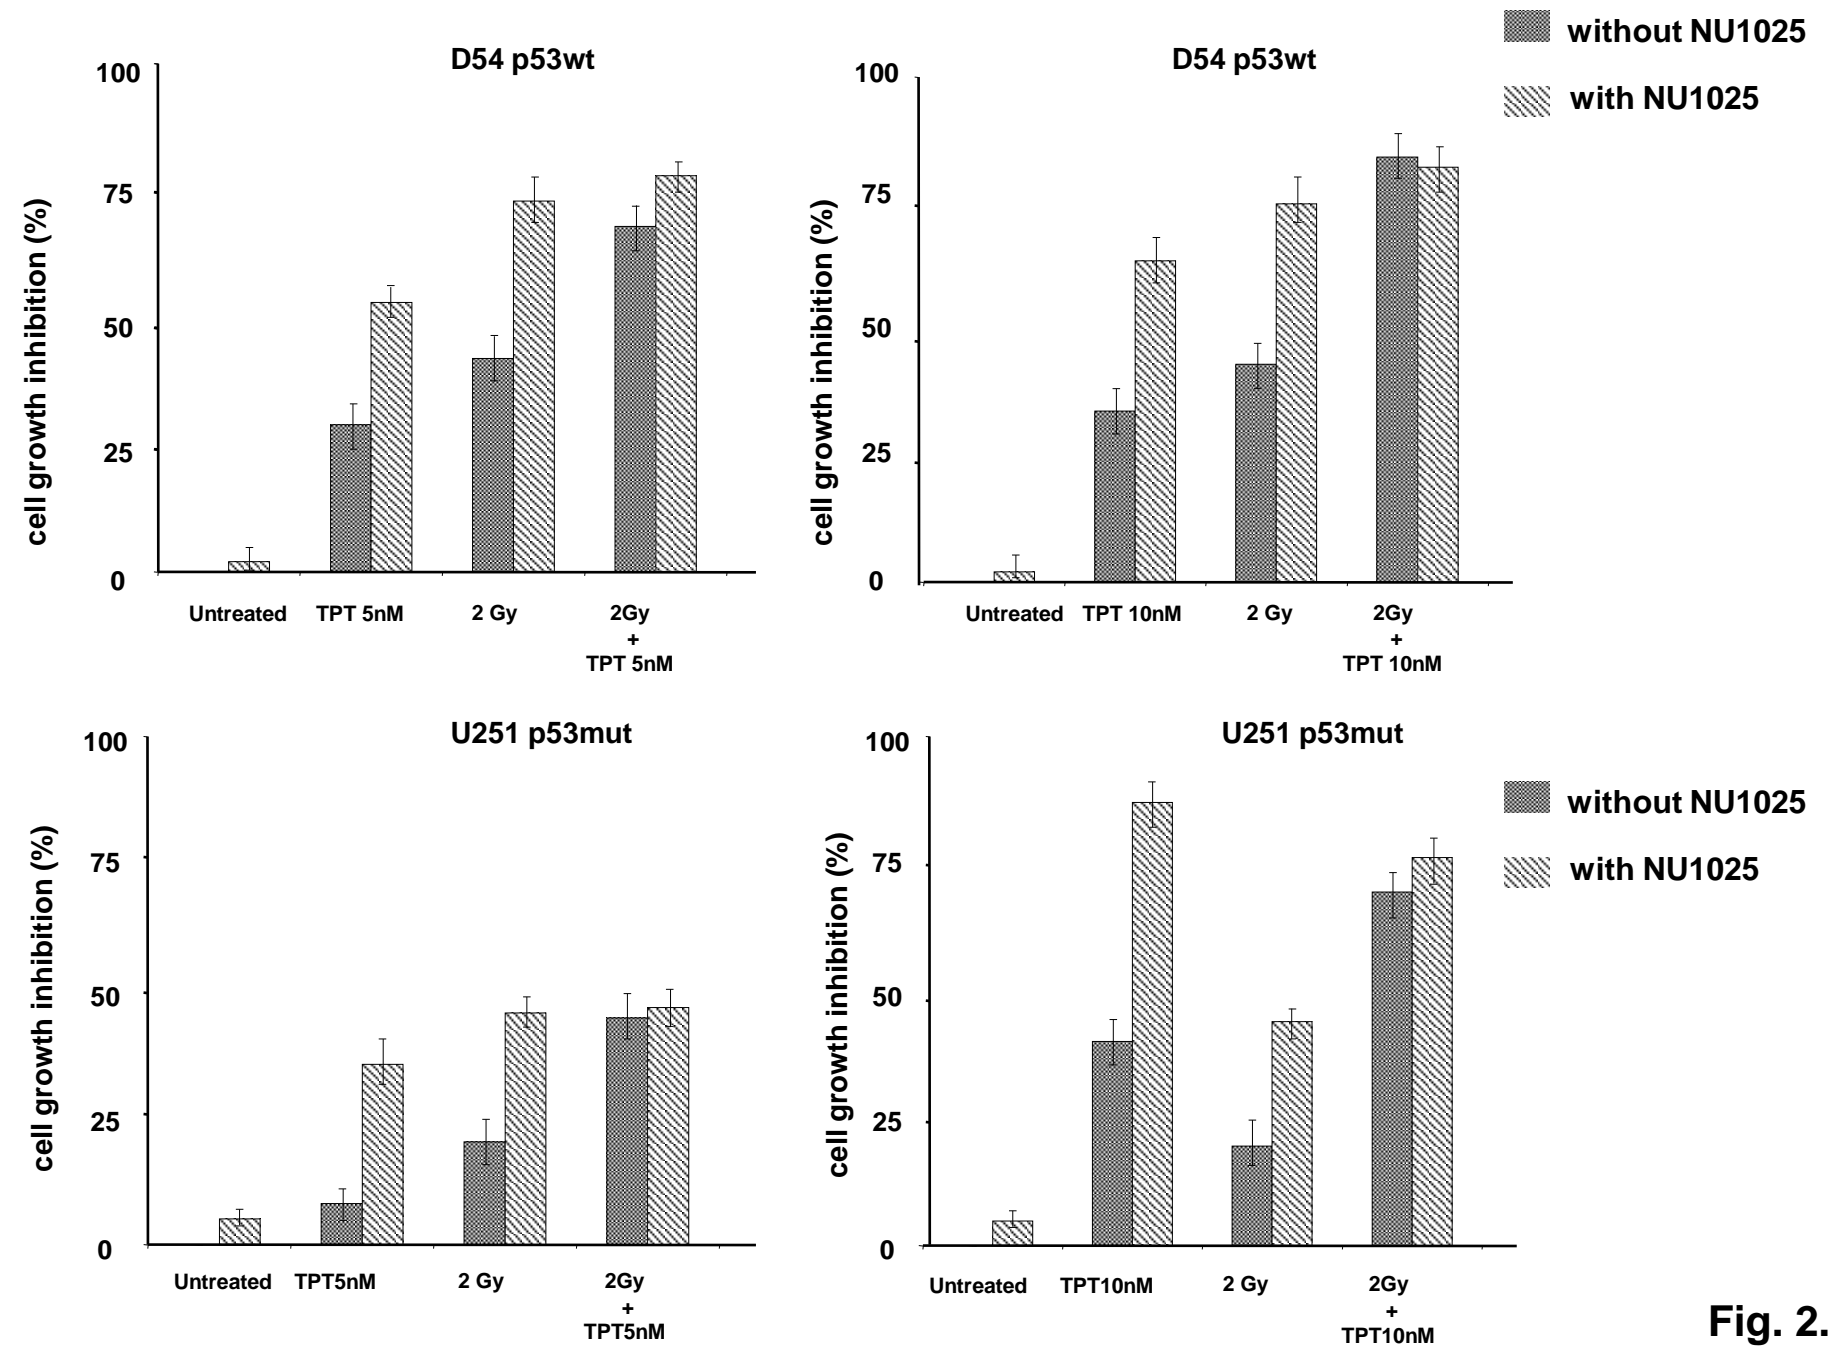 D54 p53wt
100
75
50
25
0
cell growth inhibition (%)
Untreated
TPT 5nM
2 Gy
2Gy
+
TPT 5nM
D54 p53wt
100
75
50
25
0
cell growth inhibition (%)
Untreated
TPT 10nM
2 Gy
2Gy
+
TPT 10nM
without NU1025
with NU1025
U251 p53mut
100
75
50
25
0
cell growth inhibition (%)
Untreated
TPT5nM
2 Gy
2Gy
+
TPT5nM
U251 p53mut
100
75
50
25
0
cell growth inhibition (%)
Untreated
TPT10nM
2 Gy
2Gy
+
TPT10nM
without NU1025
with NU1025
Fig. 2.